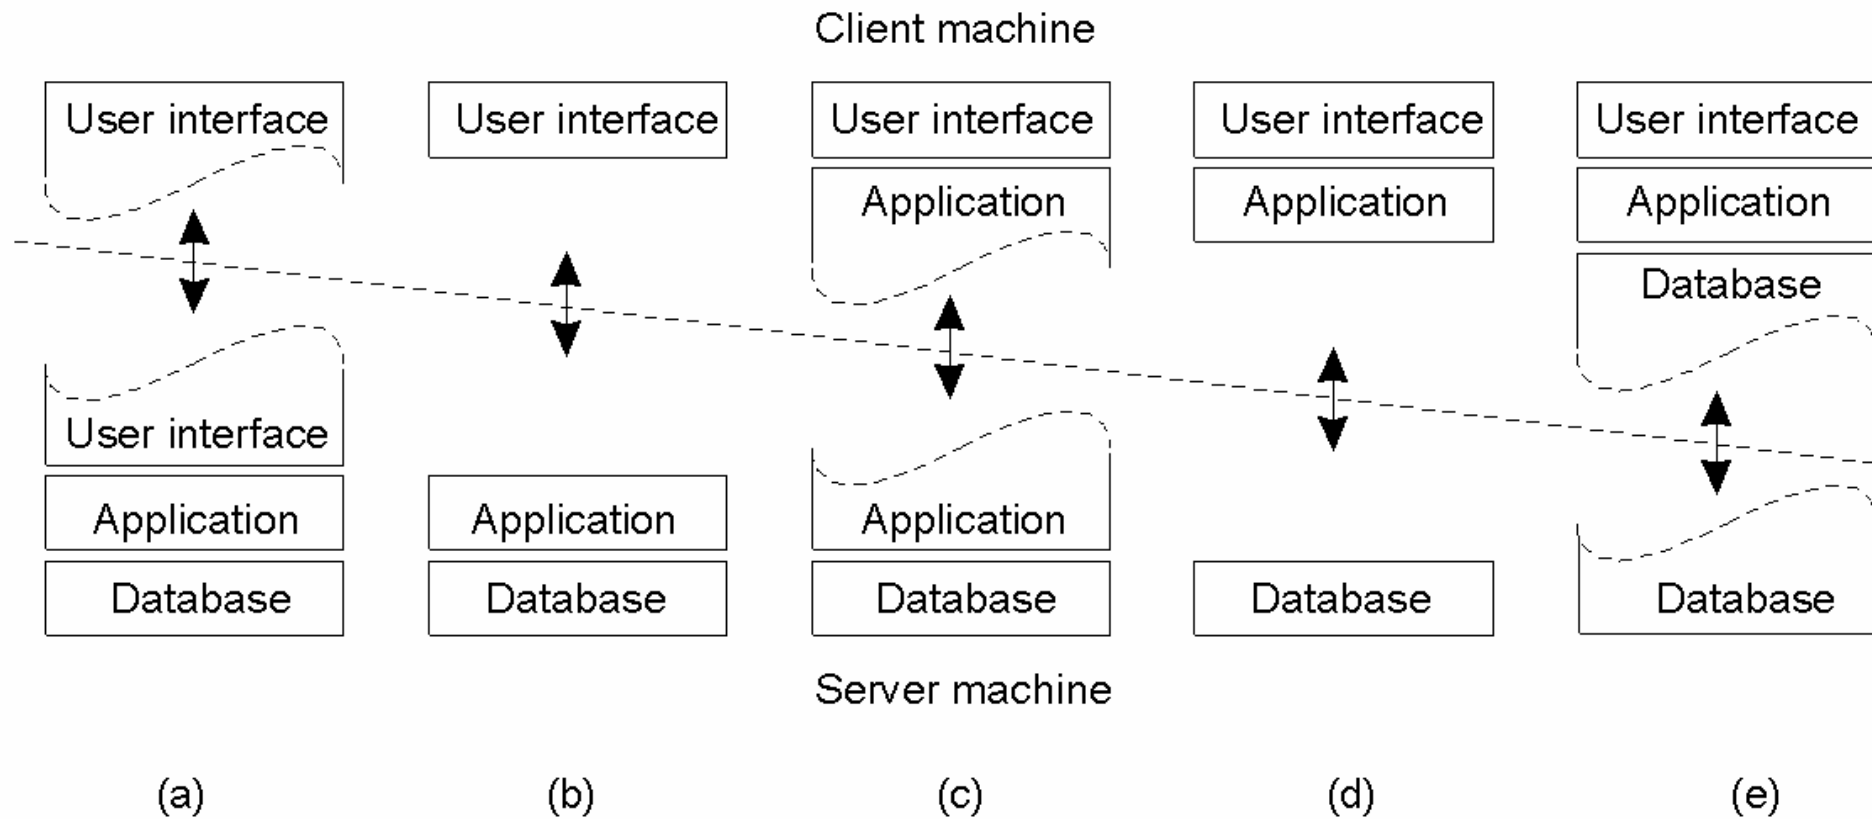 Client machine
User interface
User interface
User interface
User interface
User interface
Application
Application
Application
Database
User interface
Application
Application
Application
Database
Database
Database
Database
Database
Server machine
(a)
(b)
(c)
(d)
(e)